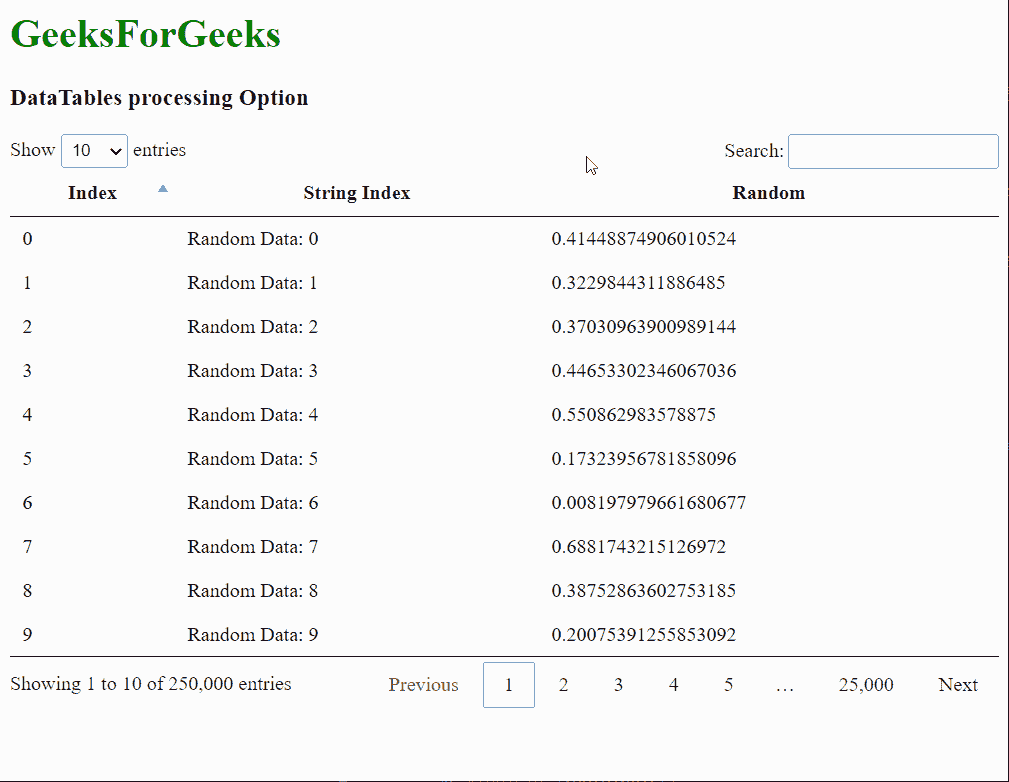 GeeksForGeeks
DataTables processing Option
Show 10 entries Search:
Index String Index Random
0 Random Data: 0 0.41448874906010524
1 Random Data: 1 0.3229844311886485
2 Random Data: 2 0.37030963900989144
3 Random Data: 3 0.44653302346067036
4 Random Data: 4 0.550862983578875
5 Random Data: 5 0.17323956781858096
6 Random Data: 6 0.008197979661680677
7 Random Data: 7 0.6881743215126972
8 Random Data: 8 0.38752863602753185
9 Random Data: 9 0.20075391255853092
Showing 1 to 10 of 250,000 entries Previous 1 2 3 4 5 … 25,000 Next